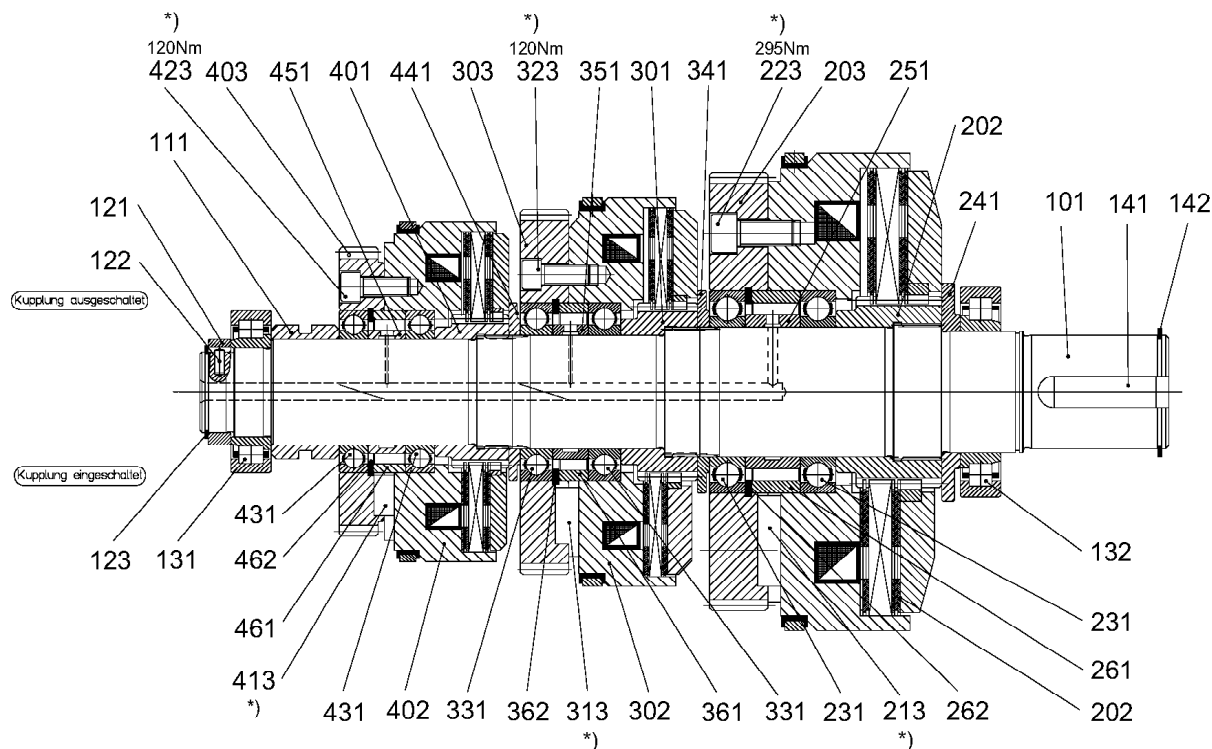 *) *) *)
120Nm 120Nm 295Nm
423 403 451 401 441 303 323 351 301 341 223 203 251
111 202
121 241 101 141 142
122
Kupplung ausgeschaltet
Kupplung eingeschaltet
123 131 431 132
462
461 231
413 261
*) 431 402 331 362 313 302 361 331 231 213 262 202
*) *)